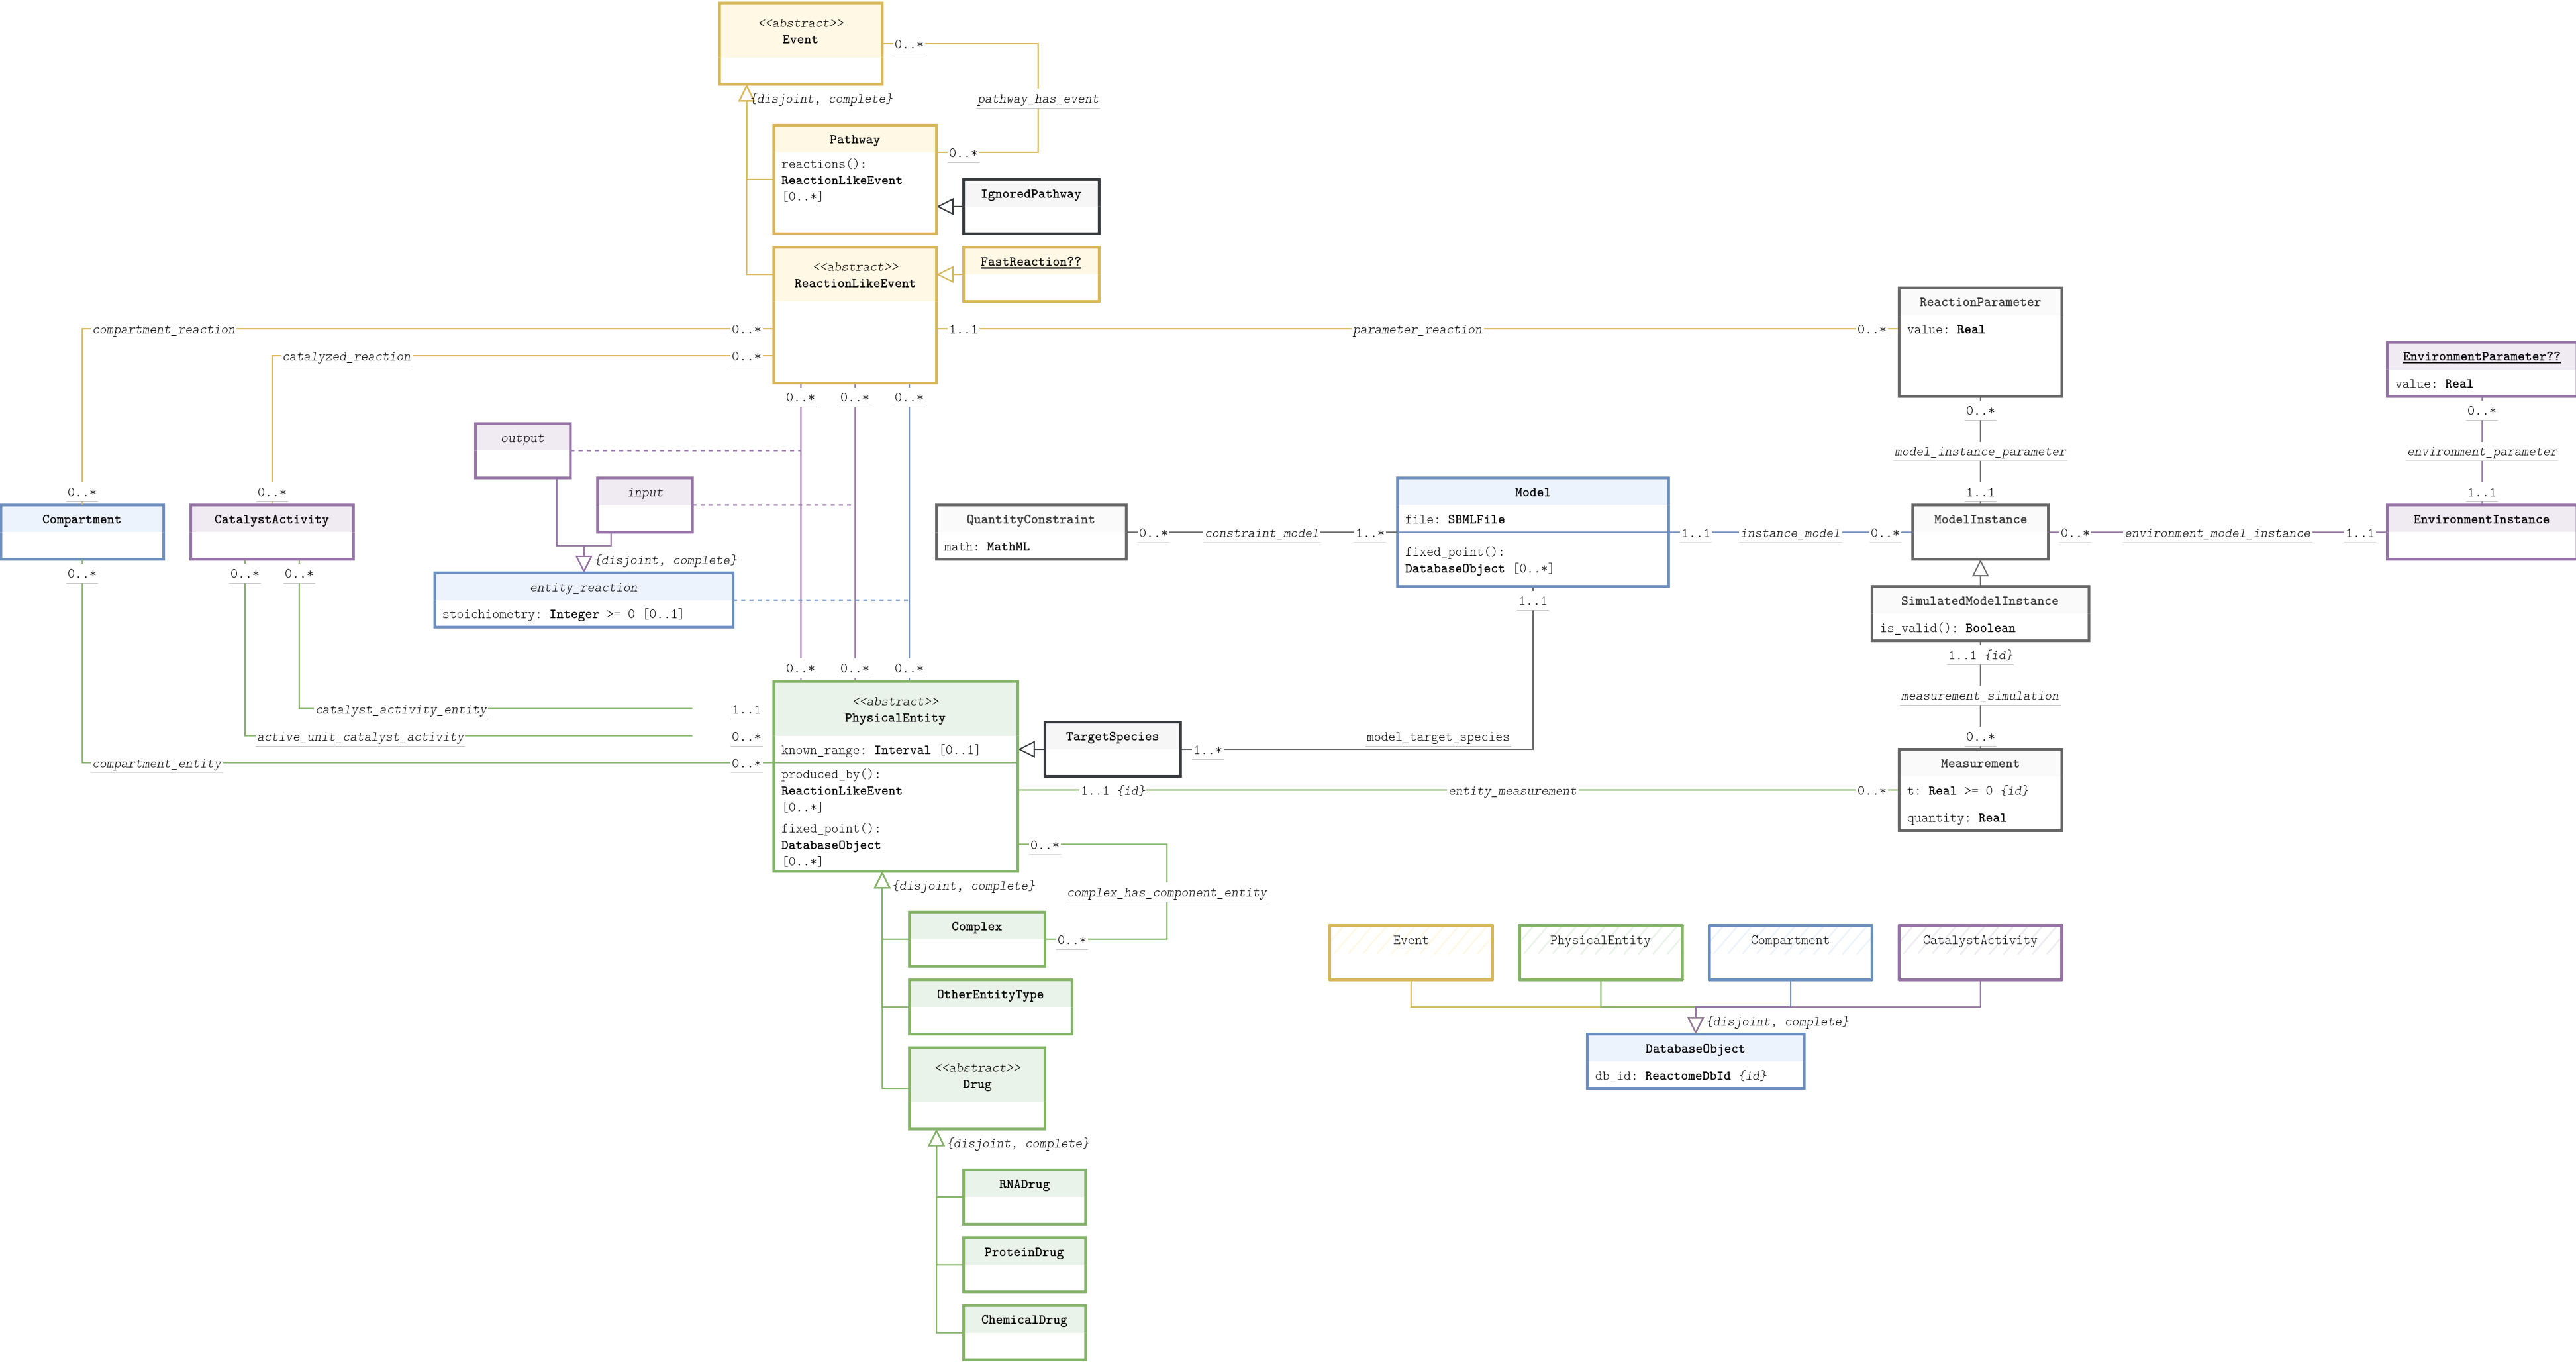 <<abstract>>
Event
0..*
{disjoint, complete}
pathway_has_event
Pathway
0..*
reactions():
ReactionLikeEvent
[0..*]
IgnoredPathway
<<abstract>>
ReactionLikeEvent
FastReaction??
ReactionParameter
value: Real
compartment_reaction
0..*
1..1
parameter_reaction
0..*
catalyzed_reaction
0..*
EnvironmentParameter??
value: Real
0..*
0..*
0..*
0..*
0..*
output
model_instance_parameter
environment_parameter
input
0..*
0..*
Model
1..1
1..1
Compartment
CatalystActivity
QuantityConstraint
file: SBMLFile
ModelInstance
EnvironmentInstance
0..*
constraint_model
1..*
1..1
instance_model
0..*
0..*
environment_model_instance
1..1
math: MathML
fixed_point():
DatabaseObject [0..*]
{disjoint, complete}
0..*
0..*
0..*
entity_reaction
stoichiometry: Integer >= 0 [0..1]
1..1
SimulatedModelInstance
is_valid(): Boolean
1..1 {id}
0..*
0..*
0..*
measurement_simulation
<<abstract>>
PhysicalEntity
catalyst_activity_entity
1..1
active_unit_catalyst_activity
0..*
TargetSpecies
model_target_species
0..*
known_range: Interval [0..1]
1..*
compartment_entity
0..*
Measurement
produced_by():
ReactionLikeEvent
[0..*]
1..1 {id}
entity_measurement
0..*
t: Real >= 0 {id}
quantity: Real
fixed_point():
DatabaseObject
[0..*]
0..*
{disjoint, complete}
complex_has_component_entity
Complex
0..*
Event
PhysicalEntity
Compartment
CatalystActivity
OtherEntityType
{disjoint, complete}
DatabaseObject
db_id: ReactomeDbId {id}
<<abstract>>
Drug
{disjoint, complete}
RNADrug
ProteinDrug
ChemicalDrug